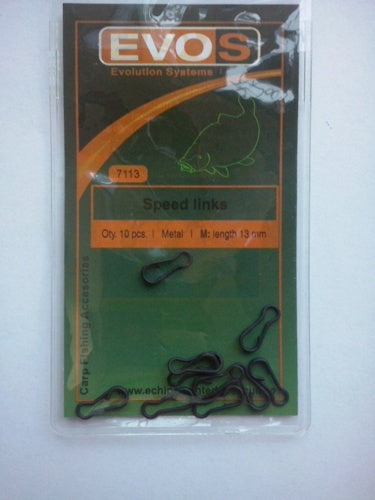 EVOS
Evolution Systems
7113
Speed links
Qty. 10 pcs. | Metal | M: length 13 mm
Carp Fishing Accesories